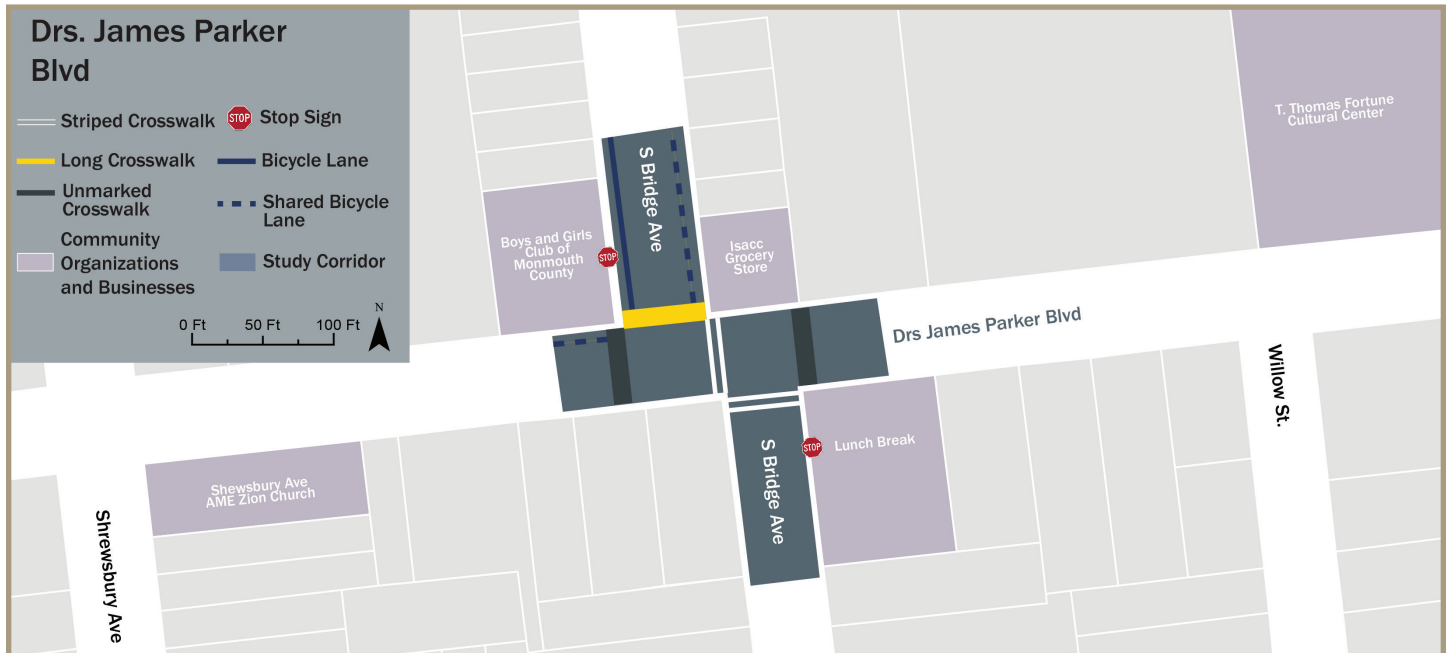 Drs. James Parker
Blvd
Striped Crosswalk
STOP
Stop Sign
Long Crosswalk
Bicycle Lane
Unmarked
Crosswalk
Shared Bicycle
Lane
Community
Organizations
and Businesses
Study Corridor
0 Ft 50 Ft 100 Ft
N
S Bridge Ave
Boys and Girls
Club of
Monmouth
County
STOP
Isacc
Grocery
Store
T. Thomas Fortune
Cultural Center
Drs James Parker Blvd
Willow St.
Shewsbury Ave
AME Zion Church
S Bridge Ave
STOP
Lunch Break
Shrewsbury Ave